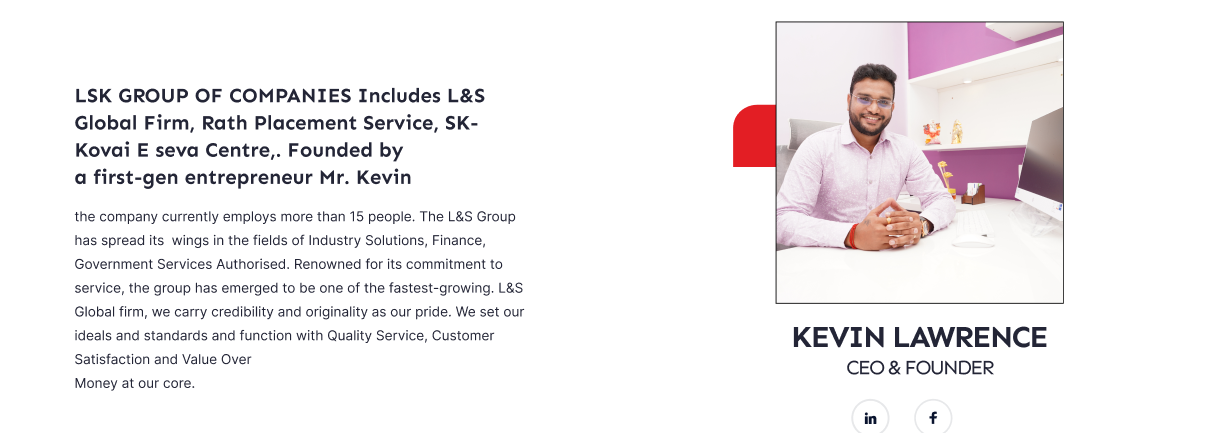 LSK GROUP OF COMPANIES Includes L&S
Global Firm, Rath Placement Service, SK-
Kovai E seva Centre,. Founded by
a first-gen entrepreneur Mr. Kevin
the company currently employs more than 15 people. The L&S Group
has spread its  wings in the fields of Industry Solutions, Finance,
Government Services Authorised. Renowned for its commitment to
service, the group has emerged to be one of the fastest-growing. L&S
Global firm, we carry credibility and originality as our pride. We set our
ideals and standards and function with Quality Service, Customer
Satisfaction and Value Over
Money at our core.
KEVIN LAWRENCE
CEO & FOUNDER
in f